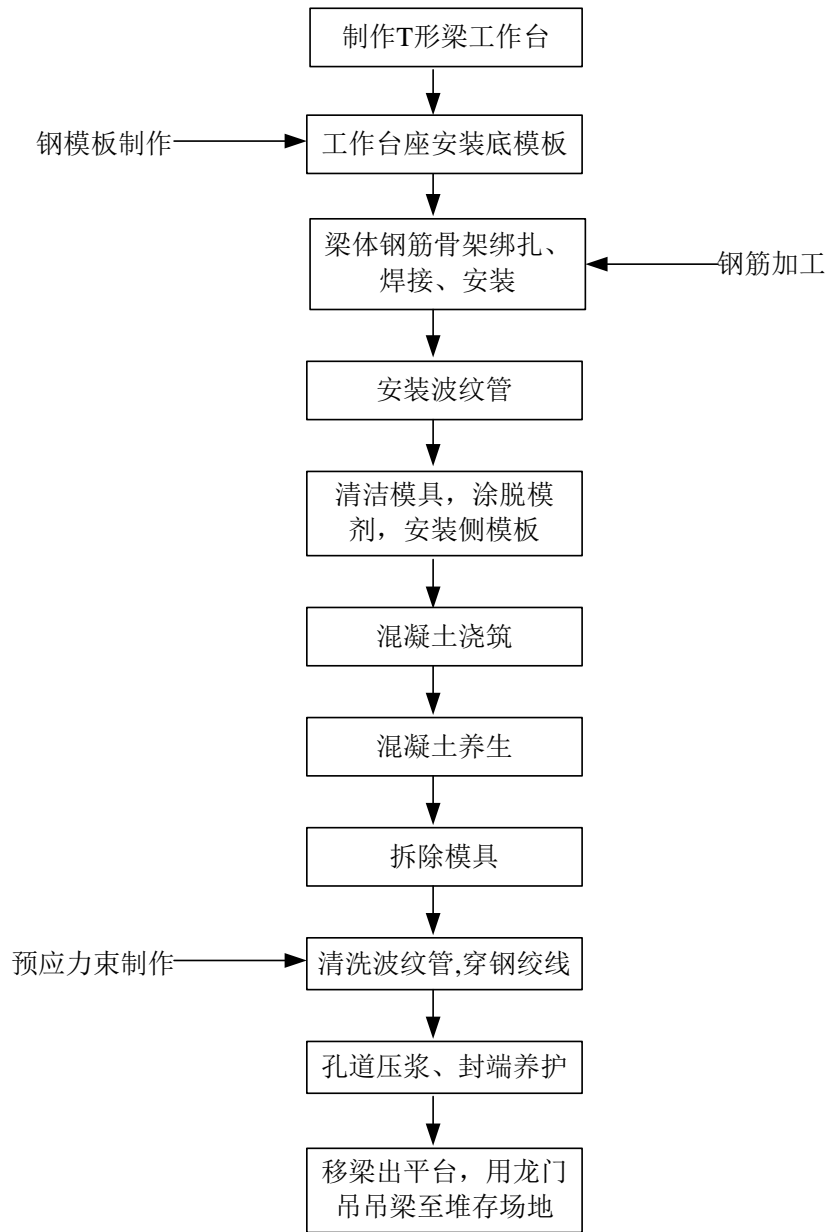 制作T形梁工作台
钢模板制作
工作台座安装底模板
梁体钢筋骨架绑扎、
焊接、安装
钢筋加工
安装波纹管
清洁模具，涂脱模
剂，安装侧模板
混凝土浇筑
混凝土养生
拆除模具
预应力束制作
清洗波纹管,穿钢绞线
孔道压浆、封端养护
移梁出平台，用龙门
吊吊梁至堆存场地